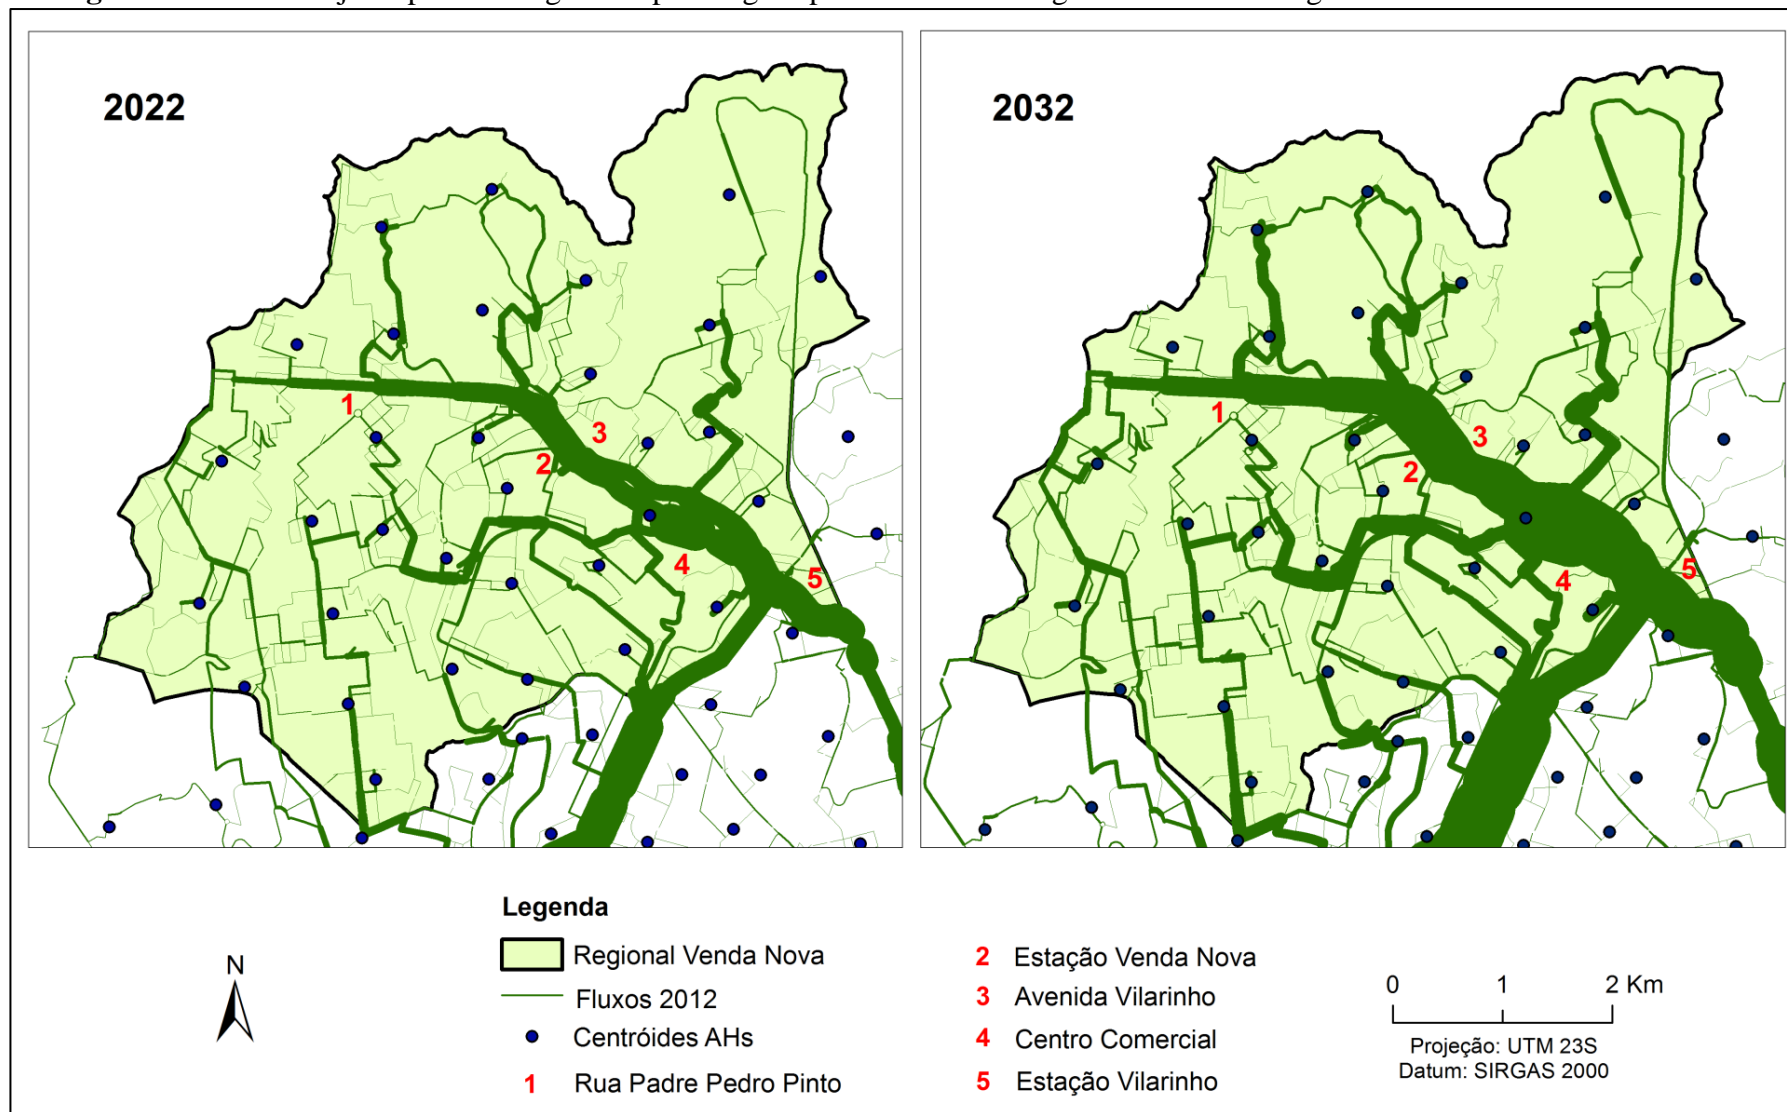 2022
2032
1
2
3
4
5
1
2
3
4
5
Legenda
Regional Venda Nova
Fluxos 2012
Centróides AHs
1 Rua Padre Pedro Pinto
2 Estação Venda Nova
3 Avenida Vilarinho
4 Centro Comercial
5 Estação Vilarinho
N
0 1 2 Km
Projeção: UTM 23S
Datum: SIRGAS 2000